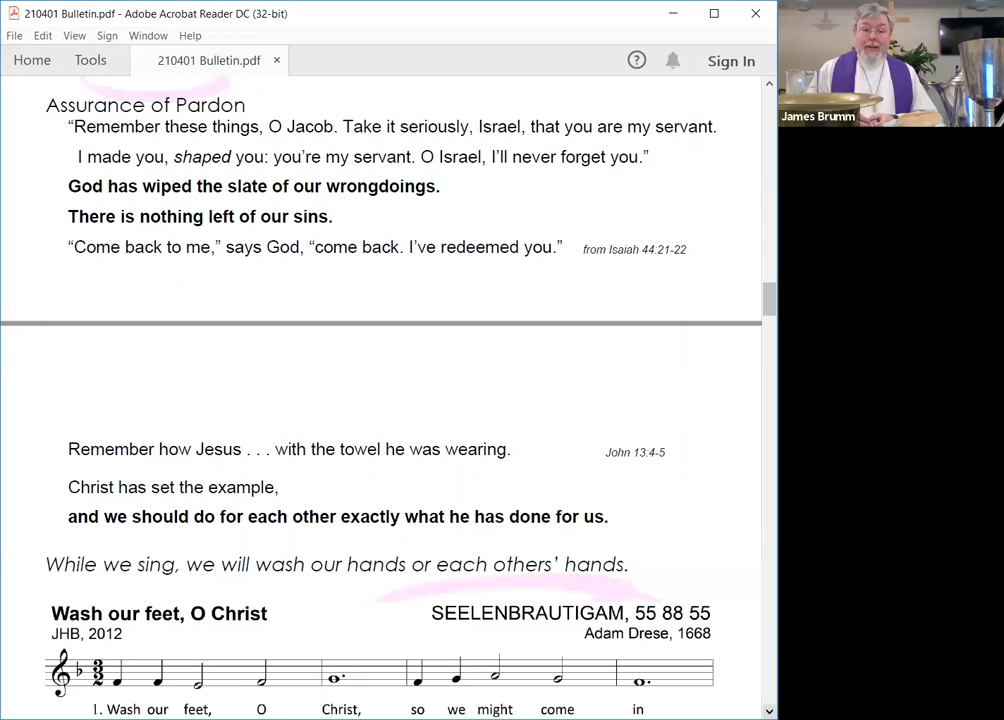 210401 Bulletin.pdf - Adobe Acrobat Reader DC (32-bit)
File Edit View Sign Window Help
Home Tools 210401 Bulletin.pdf × ? Sign In
James Brumm
Assurance of Pardon
“Remember these things, O Jacob. Take it seriously, Israel, that you are my servant.
I made you, shaped you: you’re my servant. O Israel, I’ll never forget you.”
God has wiped the slate of our wrongdoings.
There is nothing left of our sins.
“Come back to me,” says God, “come back. I’ve redeemed you.” from Isaiah 44:21-22
Remember how Jesus . . . with the towel he was wearing. John 13.4-5
Christ has set the example,
and we should do for each other exactly what he has done for us.
While we sing, we will wash our hands or each others’ hands.
Wash our feet, O Christ SEELENBRAUTIGAM, 55 88 55
JHB, 2012 Adam Drese, 1668
3
2
1. Wash our feet, O Christ, so we might come in